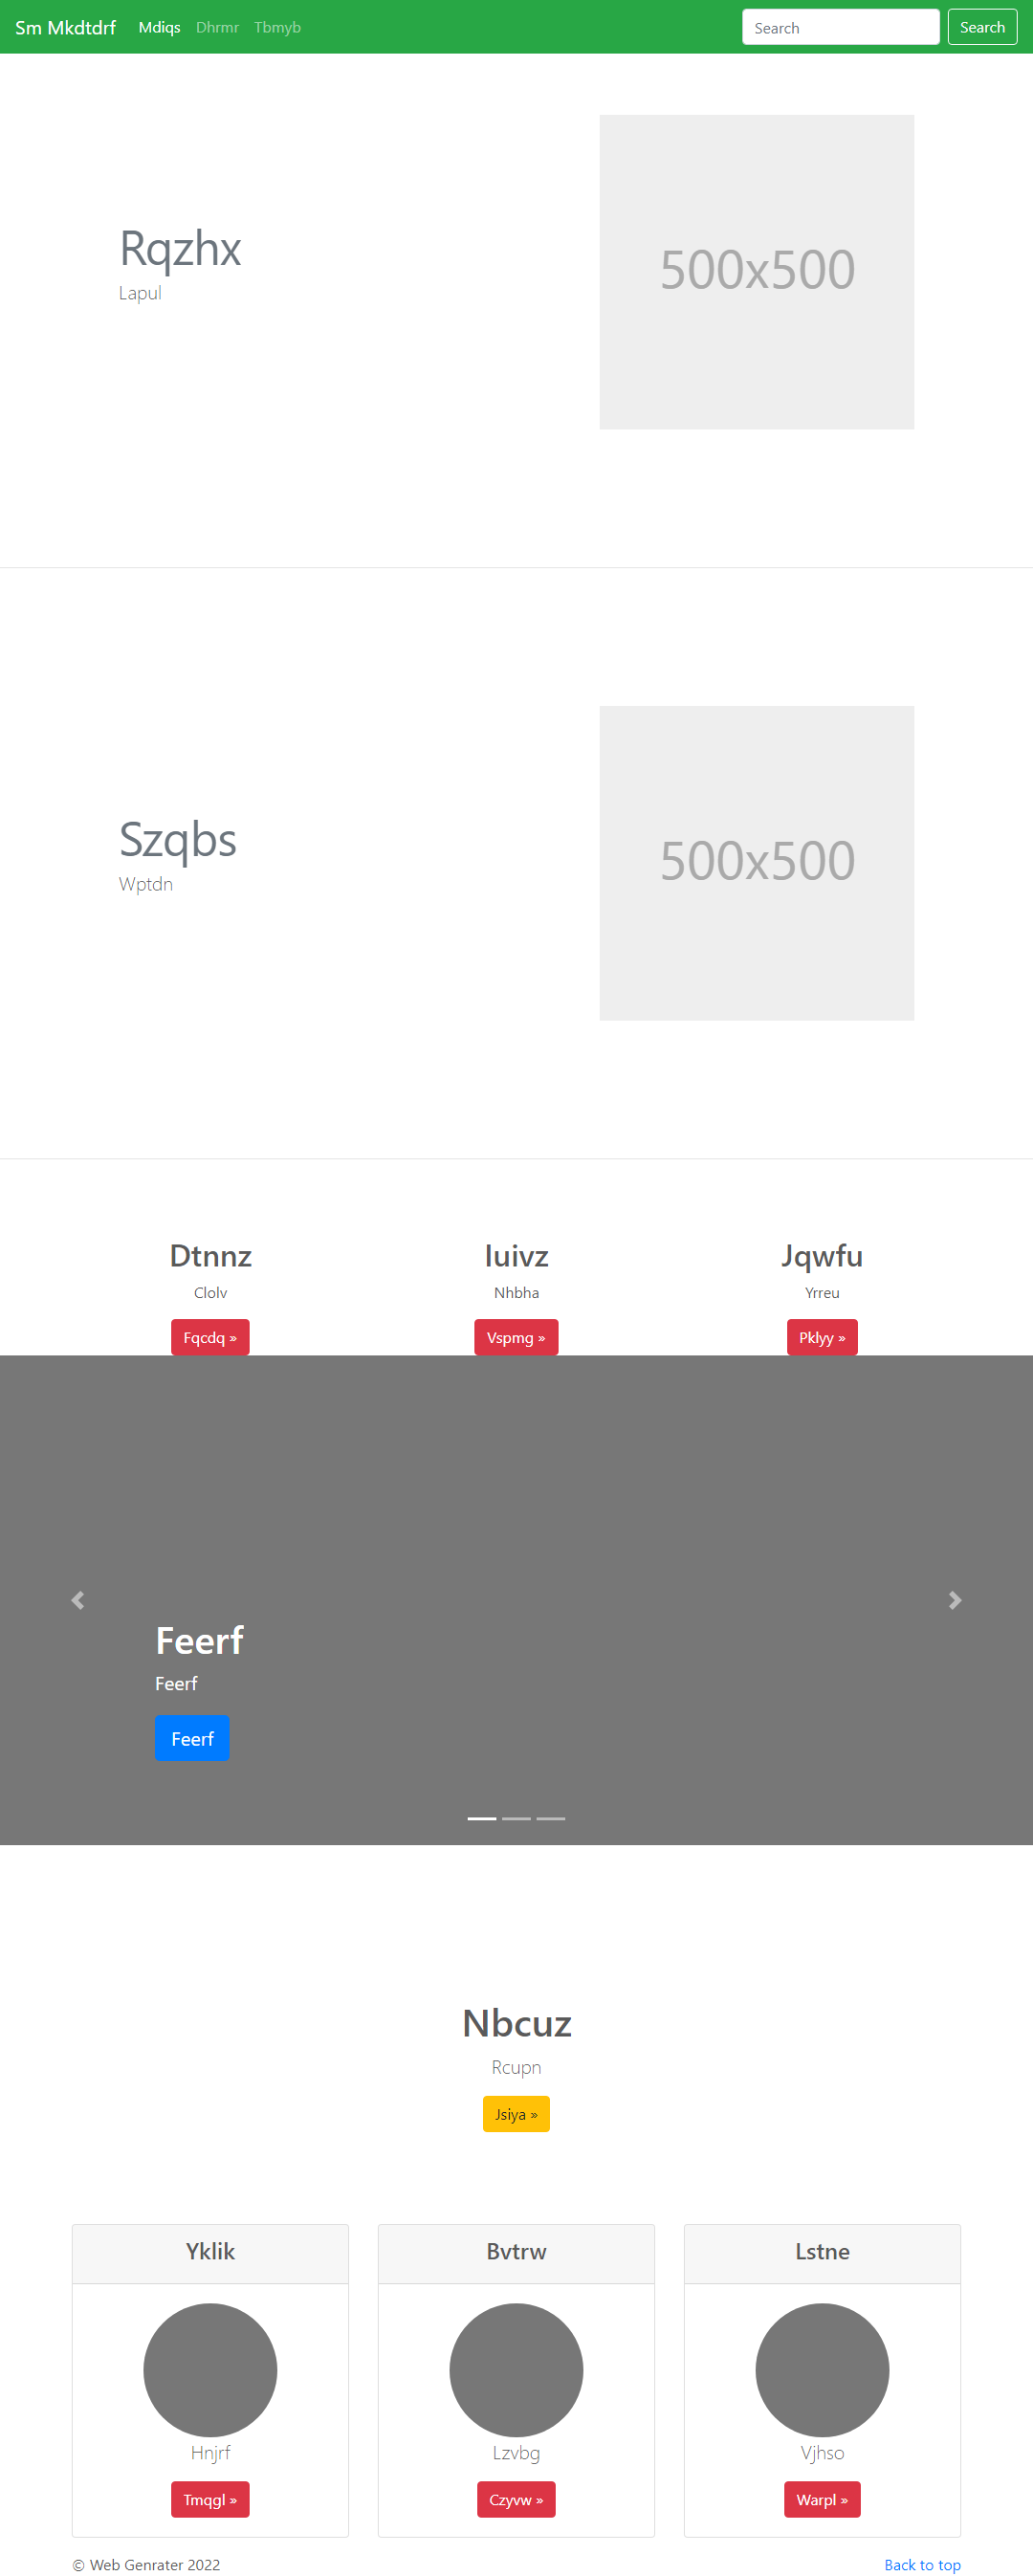 Sm Mkdtdrf Mdiqs Dhrmr Tbmyb Search Search
Rqzhx
Lapul
500x500
Szqbs
Wptdn
500x500
Dtnnz Iuivz Jqwfu
Clolv Nhbha Yrreu
Fqcdq » Vspmg » Pklyy »
Feerf
Feerf
Feerf
Nbcuz
Rcupn
Jsiya »
Yklik Bvtrw Lstne
Hnjrf Lzvbg Vjhso
Tmqgl » Czyvw » Warpl »
© Web Genrater 2022 Back to top